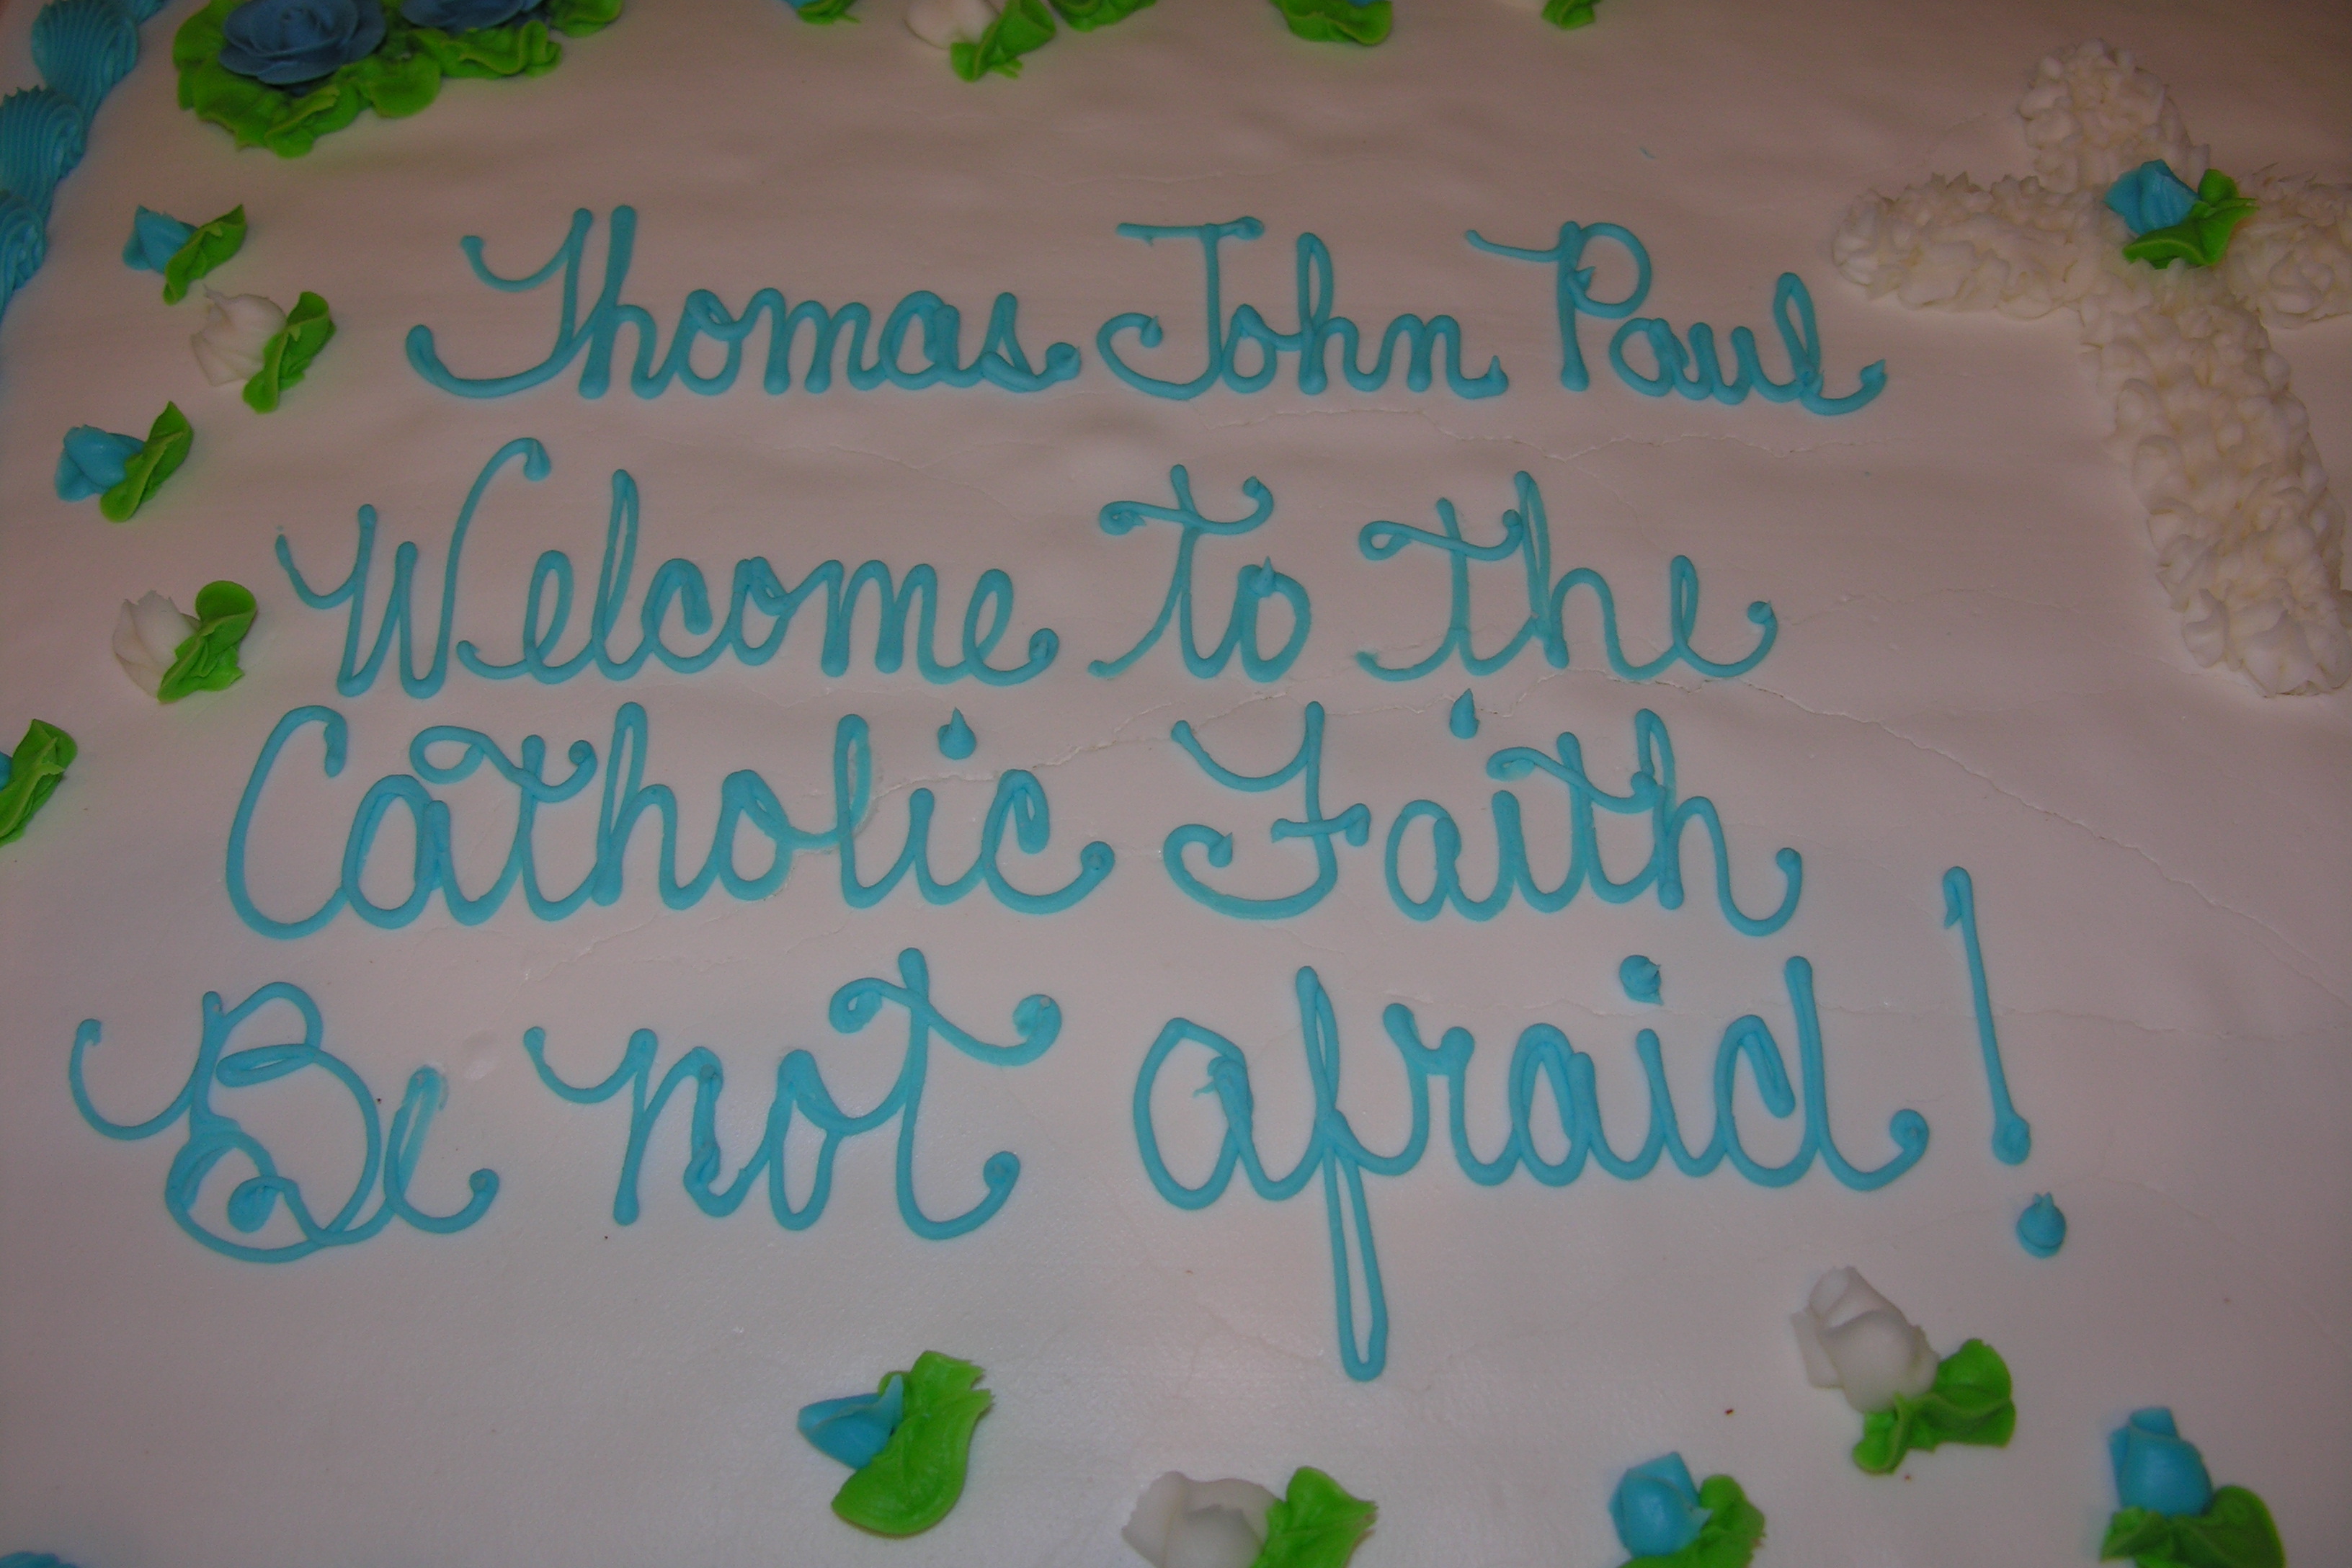 Thomas John Paul
Welcome to the
Catholic Faith
Be not afraid!